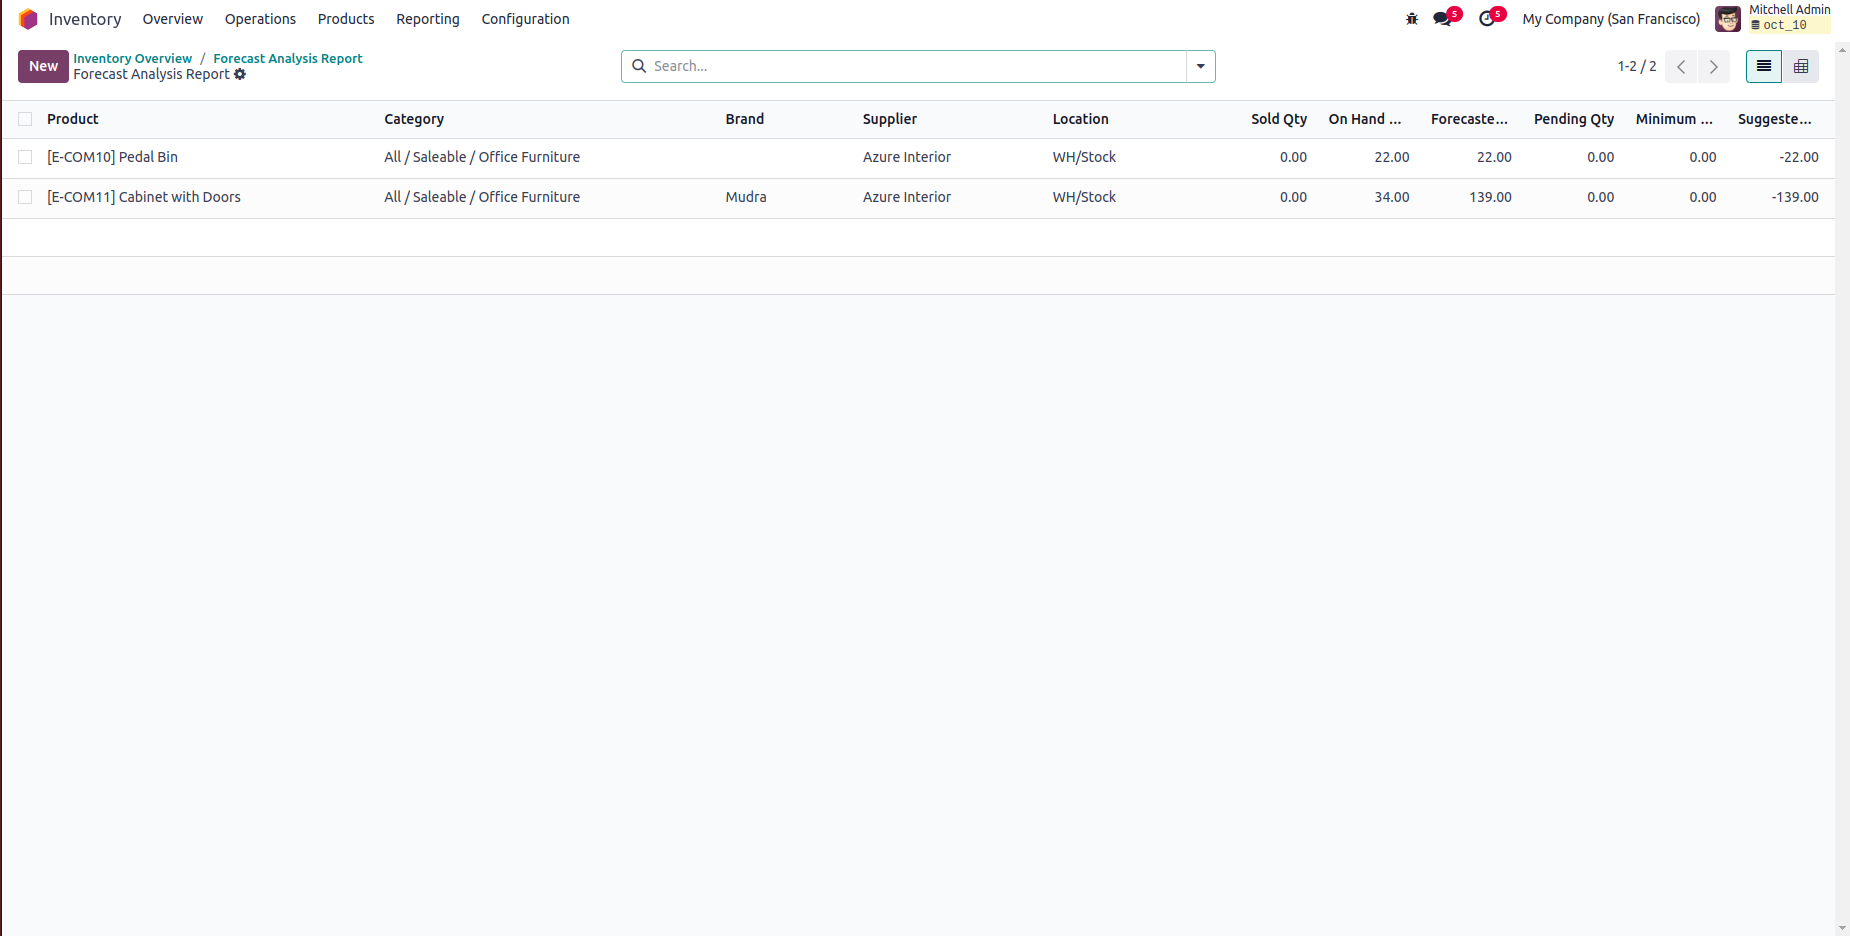 Inventory Overview Operations Products Reporting Configuration 5 5 My Company (San Francisco) Mitchell Admin
oct_10
New Inventory Overview / Forecast Analysis Report
Forecast Analysis Report
Search...
1-2 / 2
Product Category Brand Supplier Location Sold Qty On Hand ... Forecaste... Pending Qty Minimum ... Suggeste...
[E-COM10] Pedal Bin All / Saleable / Office Furniture Azure Interior WH/Stock 0.00 22.00 22.00 0.00 0.00 -22.00
[E-COM11] Cabinet with Doors All / Saleable / Office Furniture Mudra Azure Interior WH/Stock 0.00 34.00 139.00 0.00 0.00 -139.00